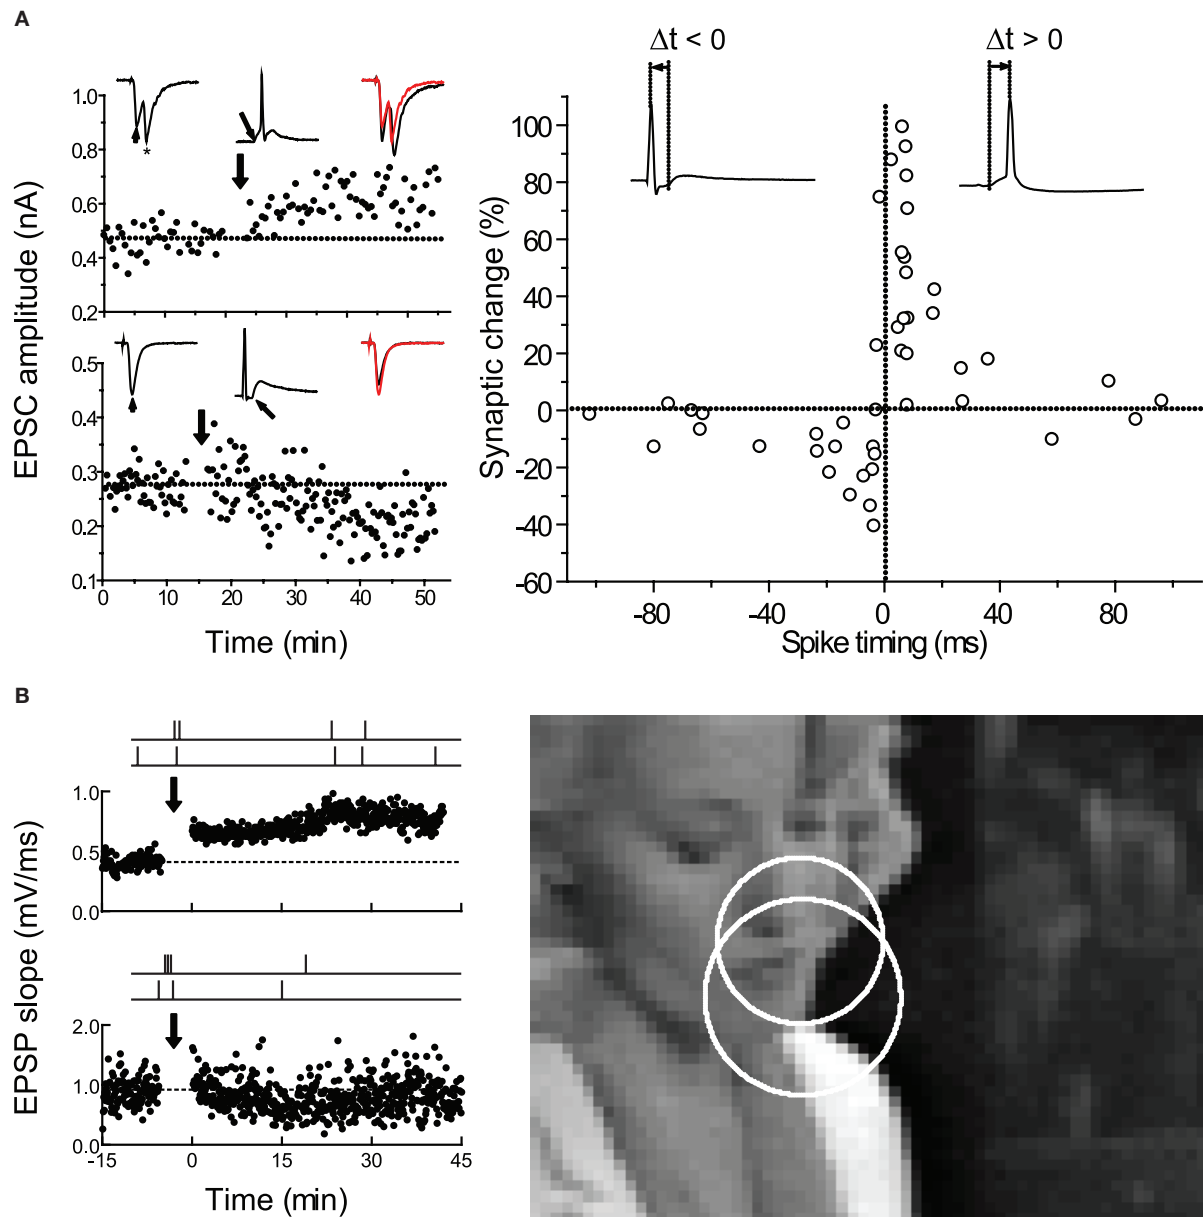 A
Δt < 0
Δt > 0
EPSC amplitude (nA)
1.0
0.8
0.6
0.4
0.2
*
0.5
0.4
0.3
0.2
0.1
0 10 20 30 40 50
Time (min)
Synaptic change (%)
100
80
60
40
20
0
-20
-40
-60
-80 -40 0 40 80
Spike timing (ms)
B
EPSP slope (mV/ms)
1.0
0.5
0.0
2.0
1.0
0.0
-15 0 15 30 45
Time (min)